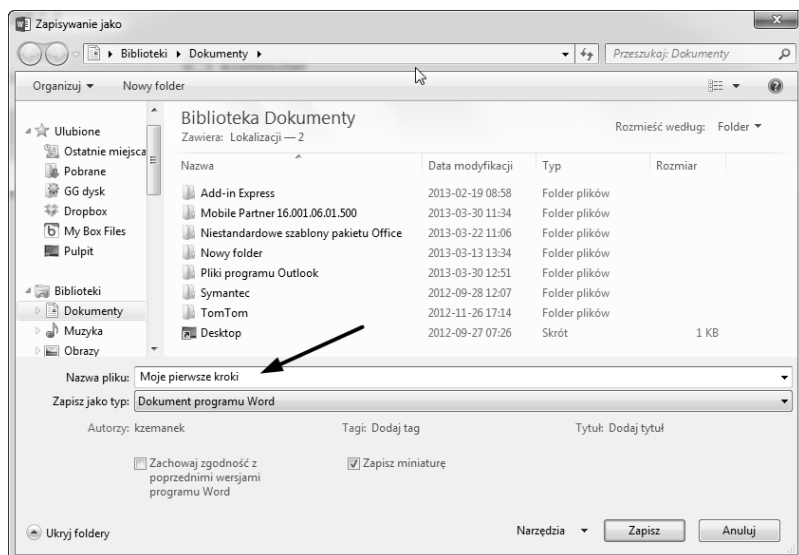 Zapisywanie jako
Biblioteki Dokumenty
Przeszukaj: Dokumenty
Organizuj Nowy folder
Biblioteka Dokumenty
Zawiera: Lokalizacji — 2
Rozmieść według: Folder
Nazwa Data modyfikacji Typ Rozmiar
Add-in Express 2013-02-19 08:58 Folder plików
Mobile Partner 16.001.06.01.500 2013-03-30 11:34 Folder plików
Niestandardowe szablony pakietu Office 2013-03-22 11:06 Folder plików
Nowy folder 2013-03-13 13:34 Folder plików
Pliki programu Outlook 2013-03-30 12:51 Folder plików
Symantec 2012-09-28 12:07 Folder plików
TomTom 2012-11-26 17:14 Folder plików
Desktop 2012-09-27 07:26 Skrót 1 KB
Ulubione
Ostatnie miejsca
Pobrane
GG dysk
Dropbox
My Box Files
Pulpit
Biblioteki
Dokumenty
Muzyka
Obrazy
Nazwa pliku: Moje pierwsze kroki
Zapisz jako typ: Dokument programu Word
Autorzy: kzemanek
Tagi: Dodaj tag
Tytuł: Dodaj tytuł
Zachowaj zgodność z
poprzednimi wersjami
programu Word
Zapisz miniaturę
Ukryj foldery
Narzędzia
Zapisz
Anuluj